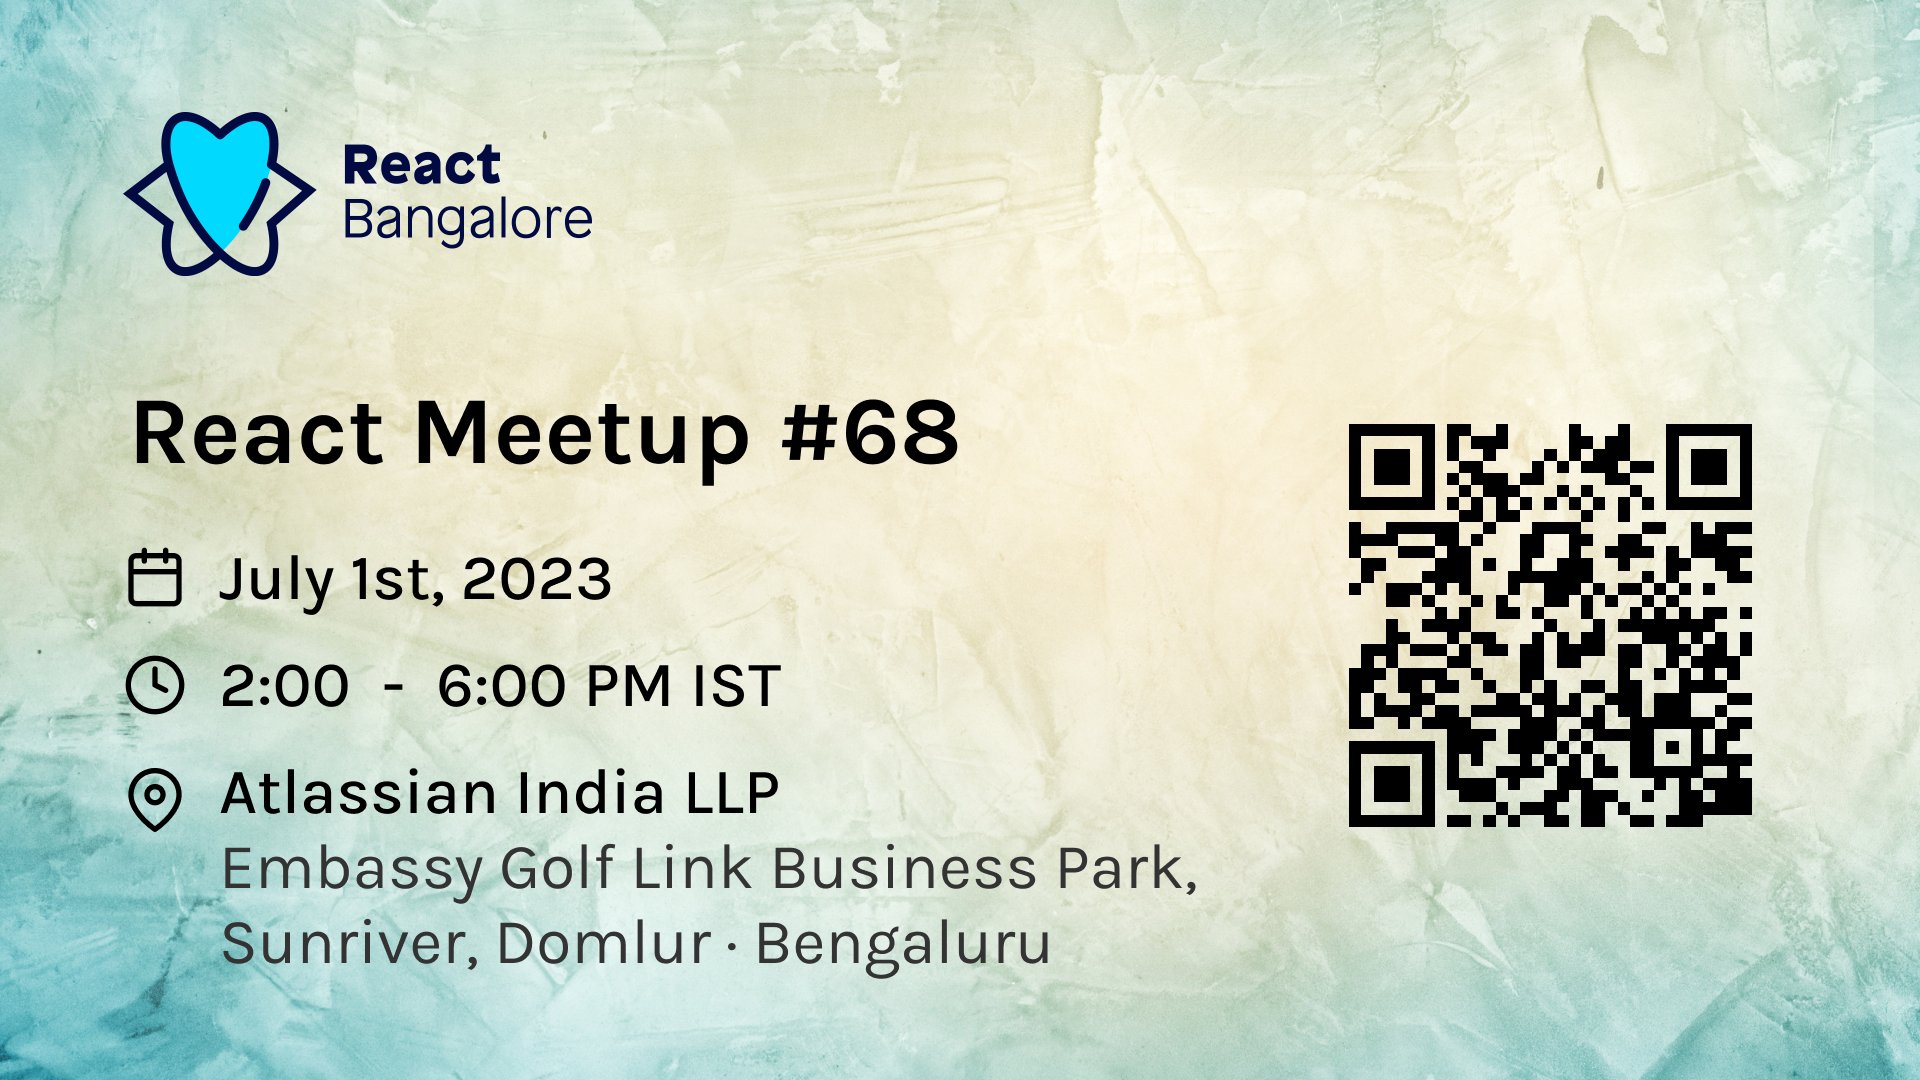 React
Bangalore
React Meetup #68
July 1st, 2023
2:00 - 6:00 PM IST
Atlassian India LLP
Embassy Golf Link Business Park,
Sunriver, Domlur · Bengaluru